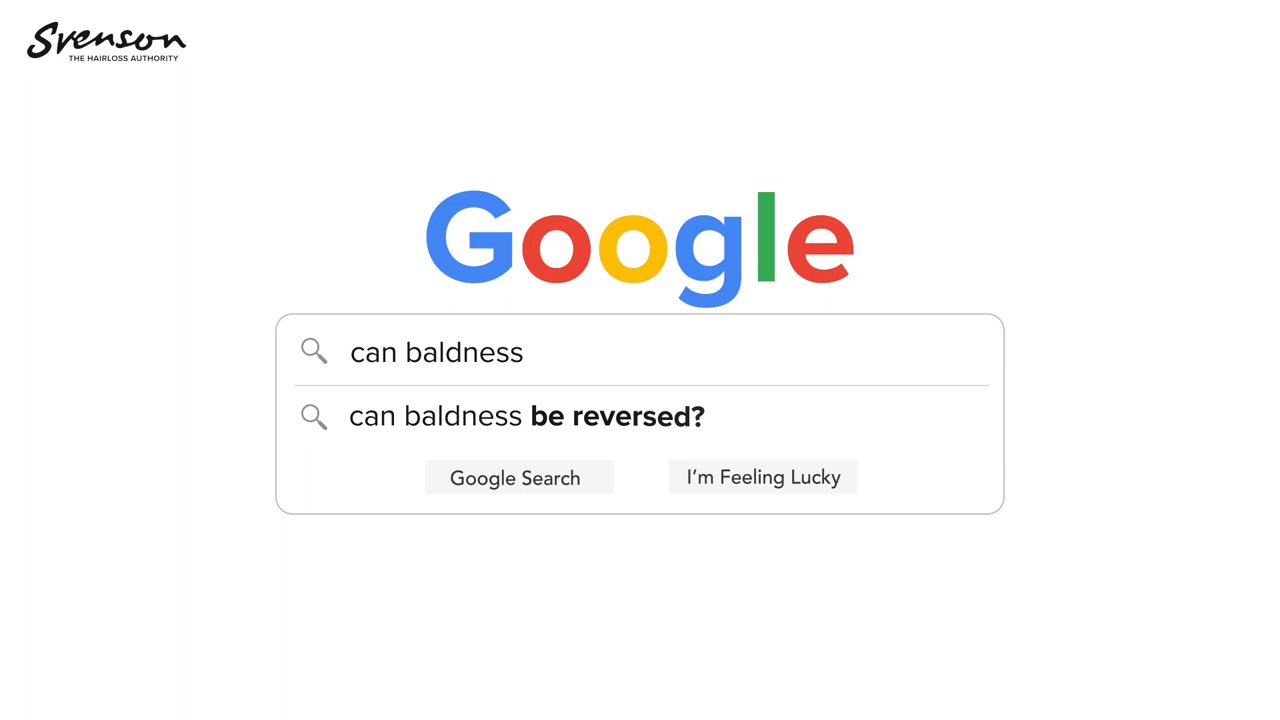 Svenson
THE HAIRLOSS AUTHORITY
Google
can baldness
can baldness be reversed?
Google Search
I'm Feeling Lucky